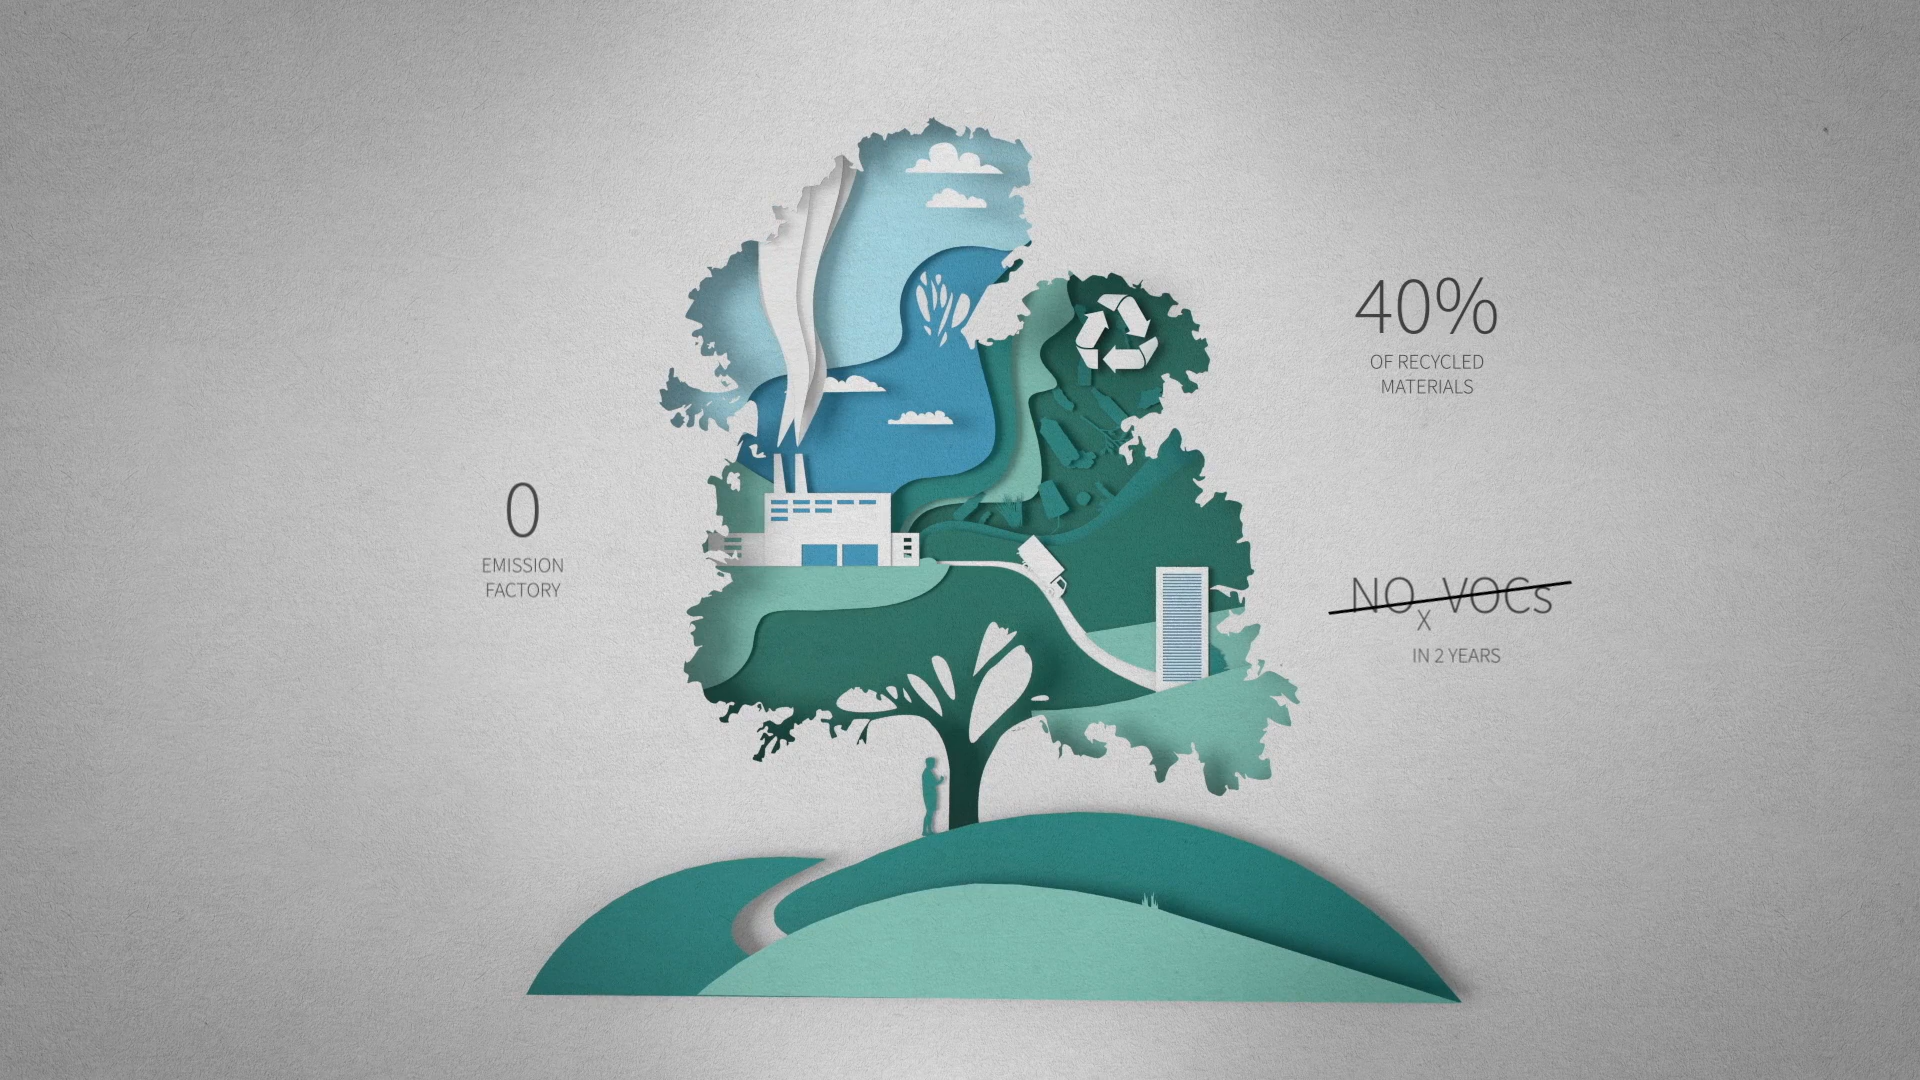 40%
OF RECYCLED
MATERIALS
0
EMISSION
FACTORY
NOx VOCs
IN 2 YEARS